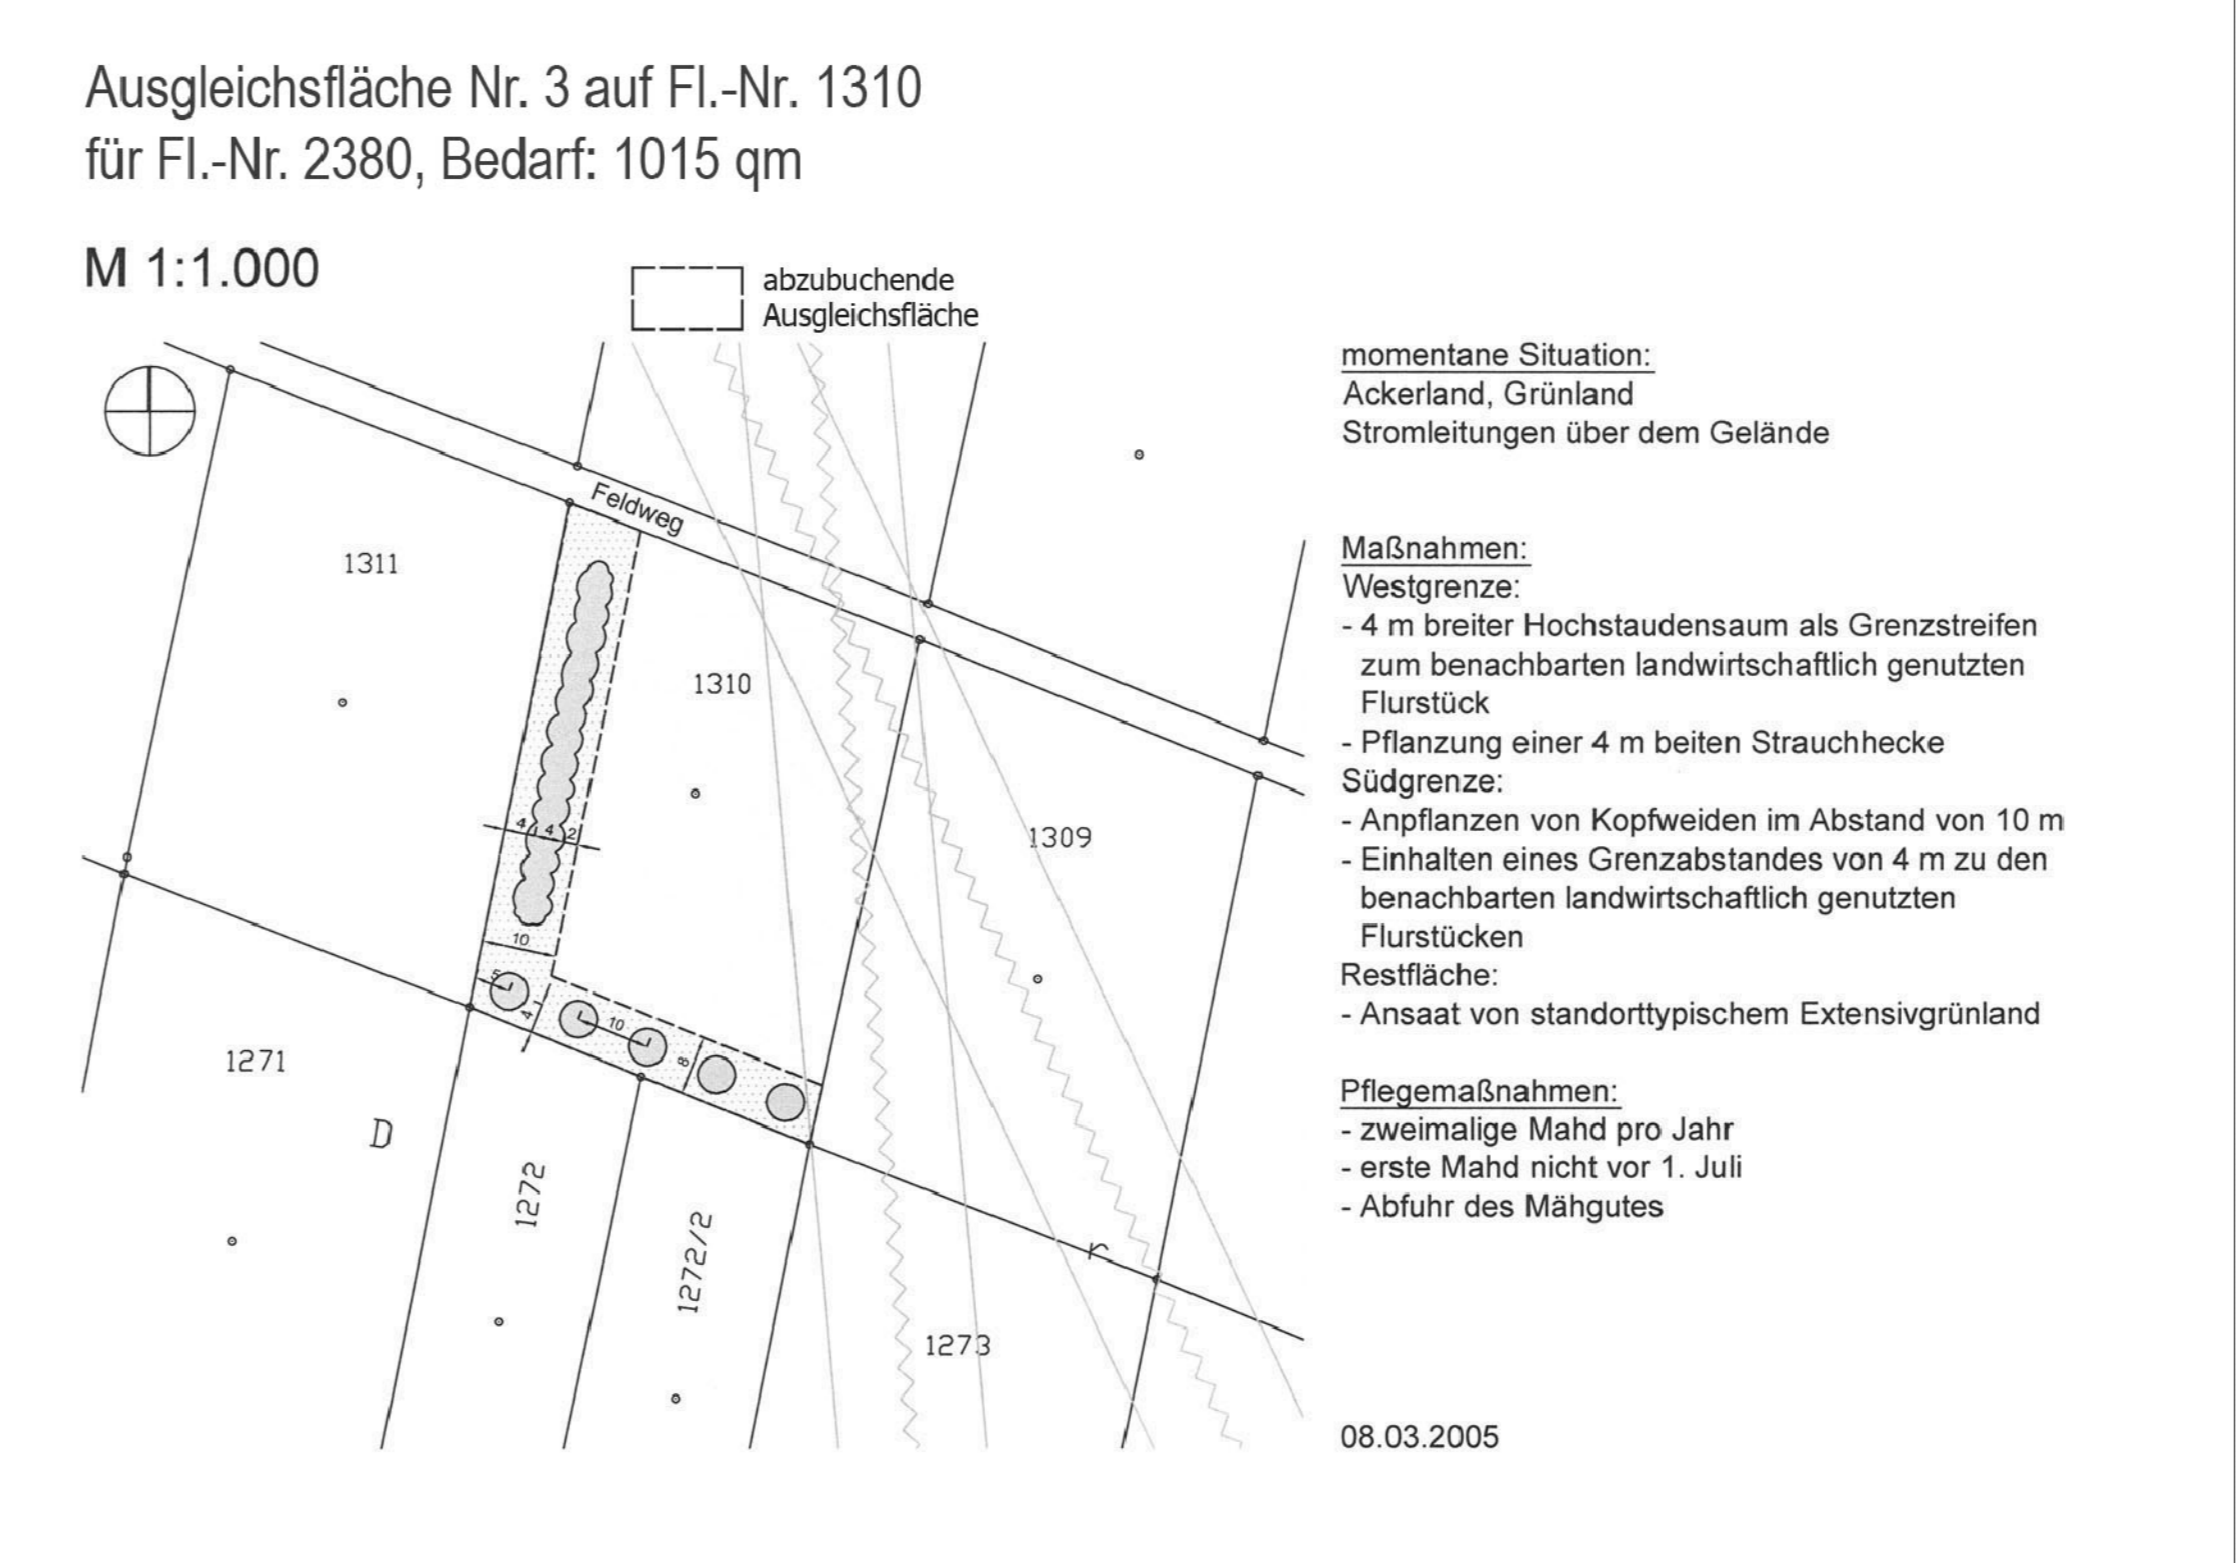 Ausgleichsfläche Nr. 3 auf Fl.-Nr. 1310
für Fl.-Nr. 2380, Bedarf: 1015 qm
M 1:1.000
abzubuchende
Ausgleichsfläche
momentane Situation:
Ackerland, Grünland
Stromleitungen über dem Gelände
Feldweg
1311
1310
1309
4 4 2
10
5
4
10
8
1271
D
1272
1272/2
r
1273
Maßnahmen:
Westgrenze:
- 4 m breiter Hochstaudensaum als Grenzstreifen
zum benachbarten landwirtschaftlich genutzten
Flurstück
- Pflanzung einer 4 m beiten Strauchhecke
Südgrenze:
- Anpflanzen von Kopfweiden im Abstand von 10 m
- Einhalten eines Grenzabstandes von 4 m zu den
benachbarten landwirtschaftlich genutzten
Flurstücken
Restfläche:
- Ansaat von standorttypischem Extensivgrünland
Pflegemaßnahmen:
- zweimalige Mahd pro Jahr
- erste Mahd nicht vor 1. Juli
- Abfuhr des Mähgutes
08.03.2005